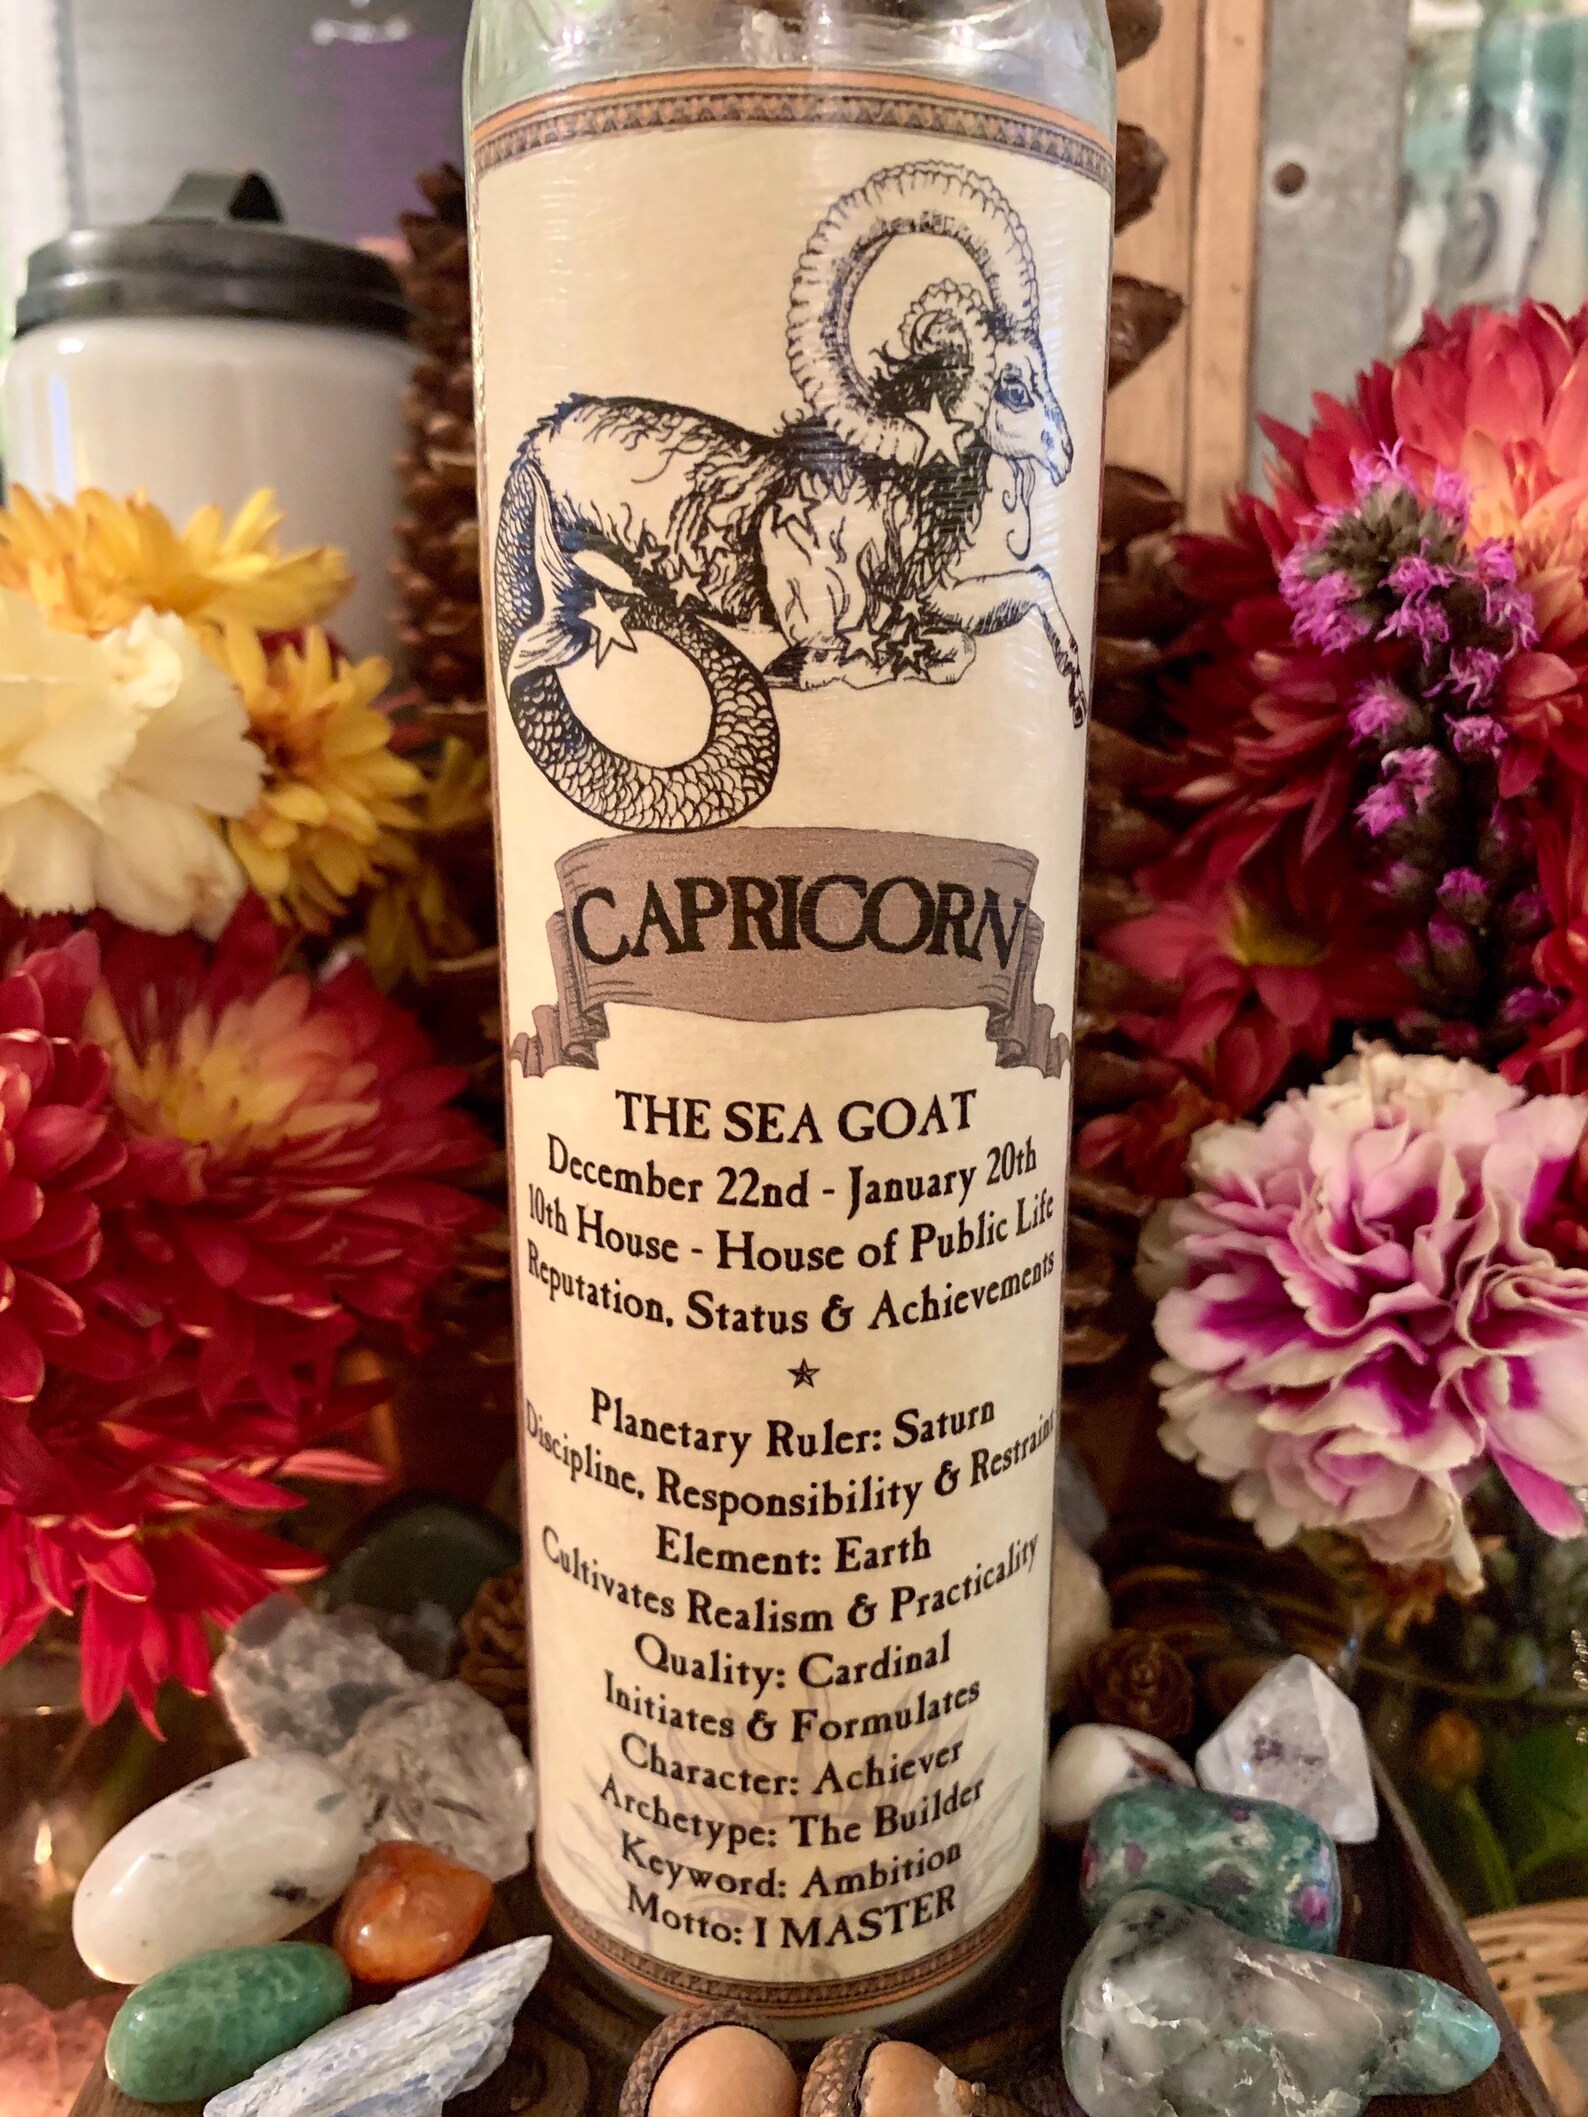 CAPRICORN
THE SEA GOAT
December 22nd - January 20th
10th House - House of Public Life
Reputation, Status & Achievements
Planetary Ruler: Saturn
Discipline, Responsibility & Restraint
Element: Earth
Cultivates Realism & Practicality
Quality: Cardinal
Initiates & Formulates
Character: Achiever
Archetype: The Builder
Keyword: Ambition
Motto: I MASTER